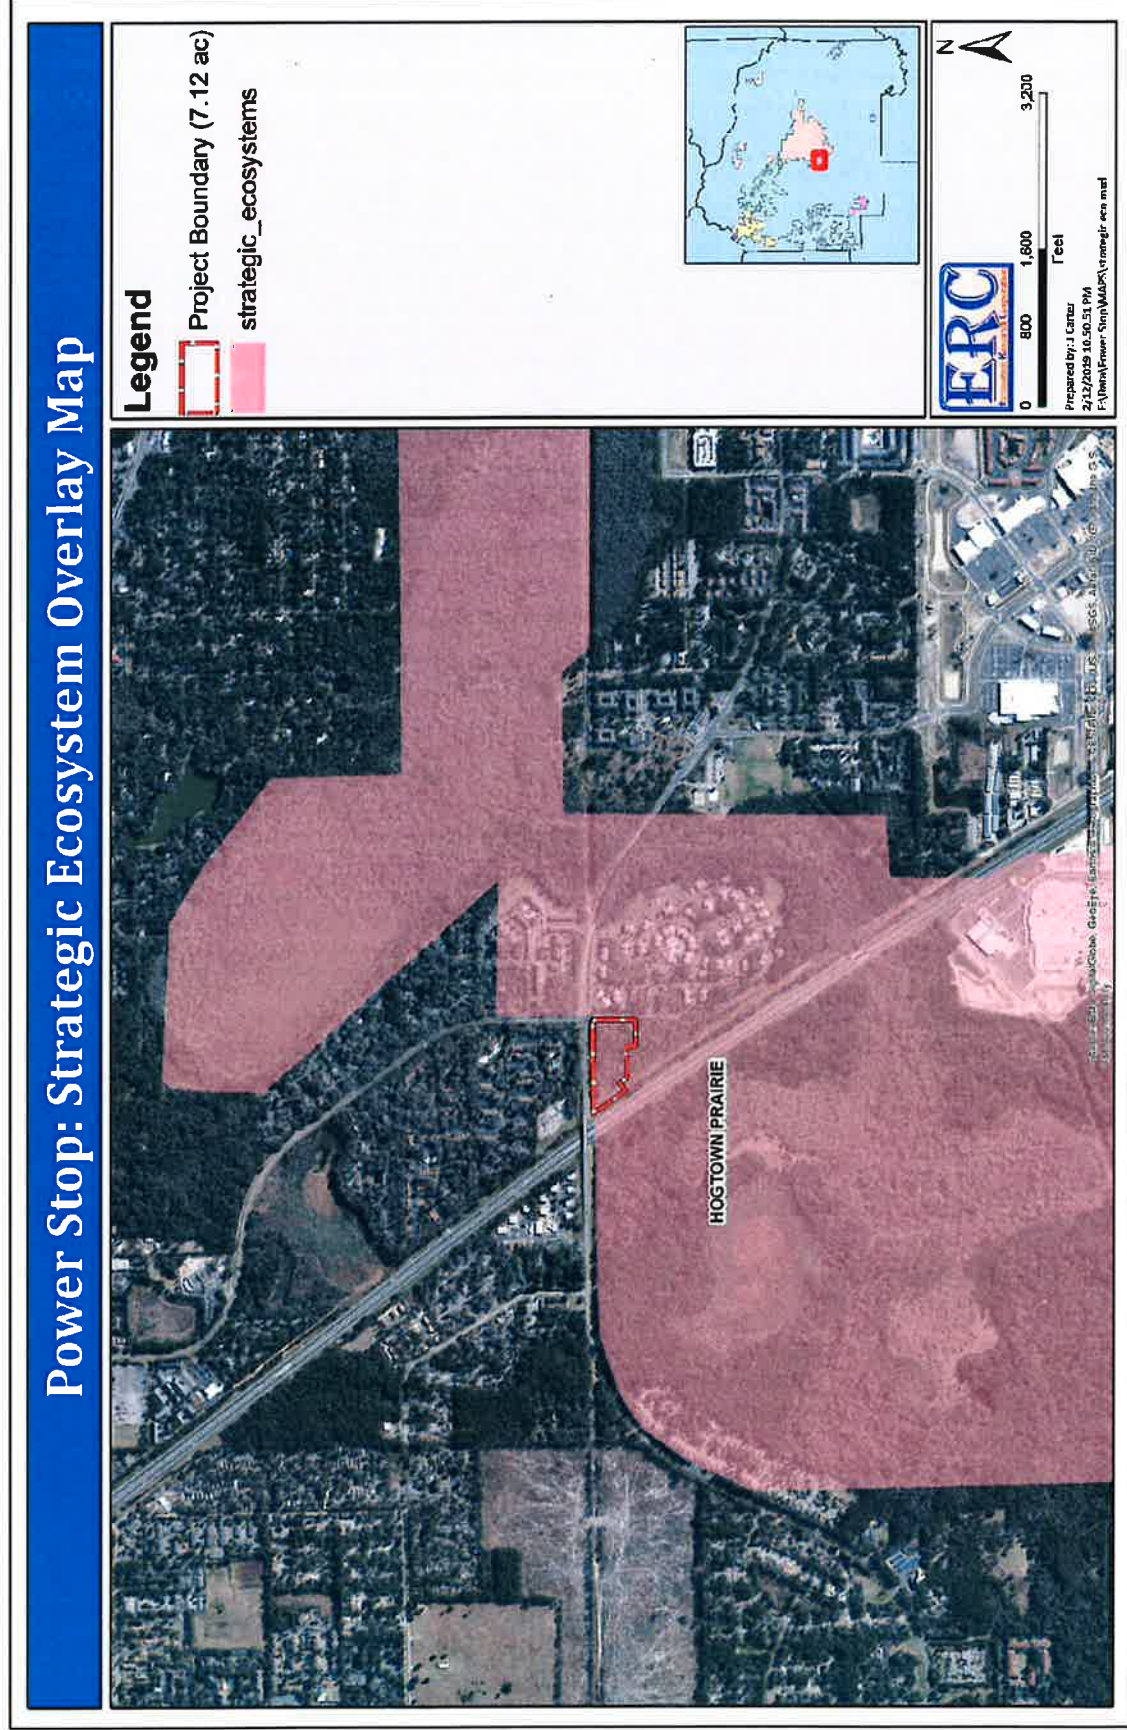 Power Stop: Strategic Ecosystem Overlay Map
Legend
Project Boundary (7.12 ac)
strategic_ecosystems
HOGTOWN PRAIRIE
N
ERC
0 800 1,600 3,200
Feet
Prepared by: J Carter
2/12/2019 10:50:51 PM